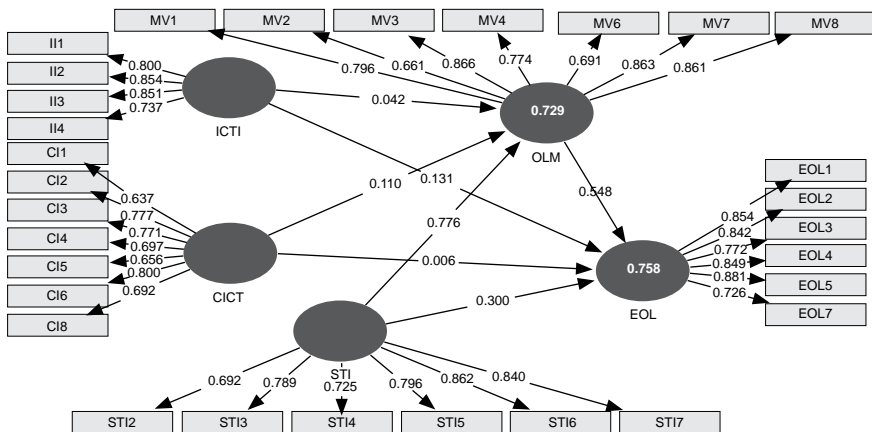 MV1
MV2
MV3
MV4
MV6
MV7
MV8
II1
II2
II3
II4
0.800
0.854
0.851
0.737
ICTI
0.796
0.661
0.866
0.774
0.691
0.863
0.861
0.729
OLM
0.042
0.110
0.131
0.776
0.548
CI1
CI2
CI3
CI4
CI5
CI6
CI8
0.637
0.777
0.771
0.697
0.656
0.800
0.692
CICT
0.006
0.300
0.758
EOL
EOL1
EOL2
EOL3
EOL4
EOL5
EOL7
0.854
0.842
0.772
0.849
0.881
0.726
STI
0.692
0.789
0.725
0.796
0.862
0.840
STI2
STI3
STI4
STI5
STI6
STI7